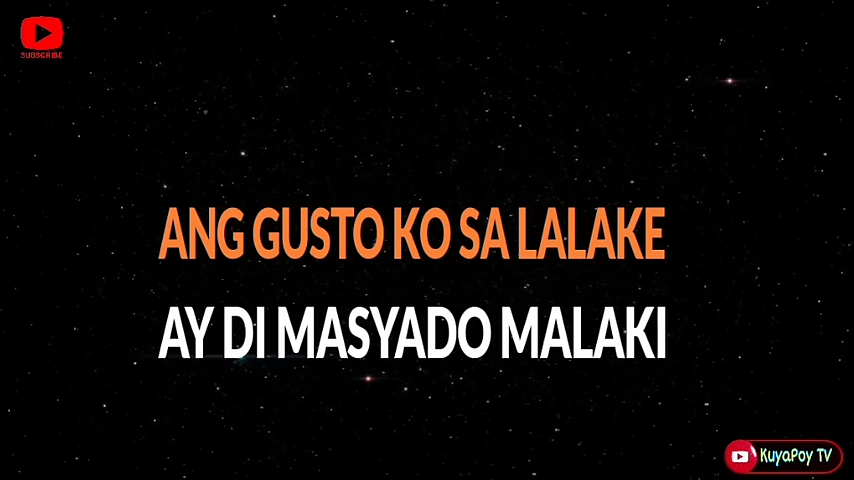 SUBSCRIBE
ANG GUSTO KO SA LALAKE
AY DI MASYADO MALAKI
KuyaPoy TV